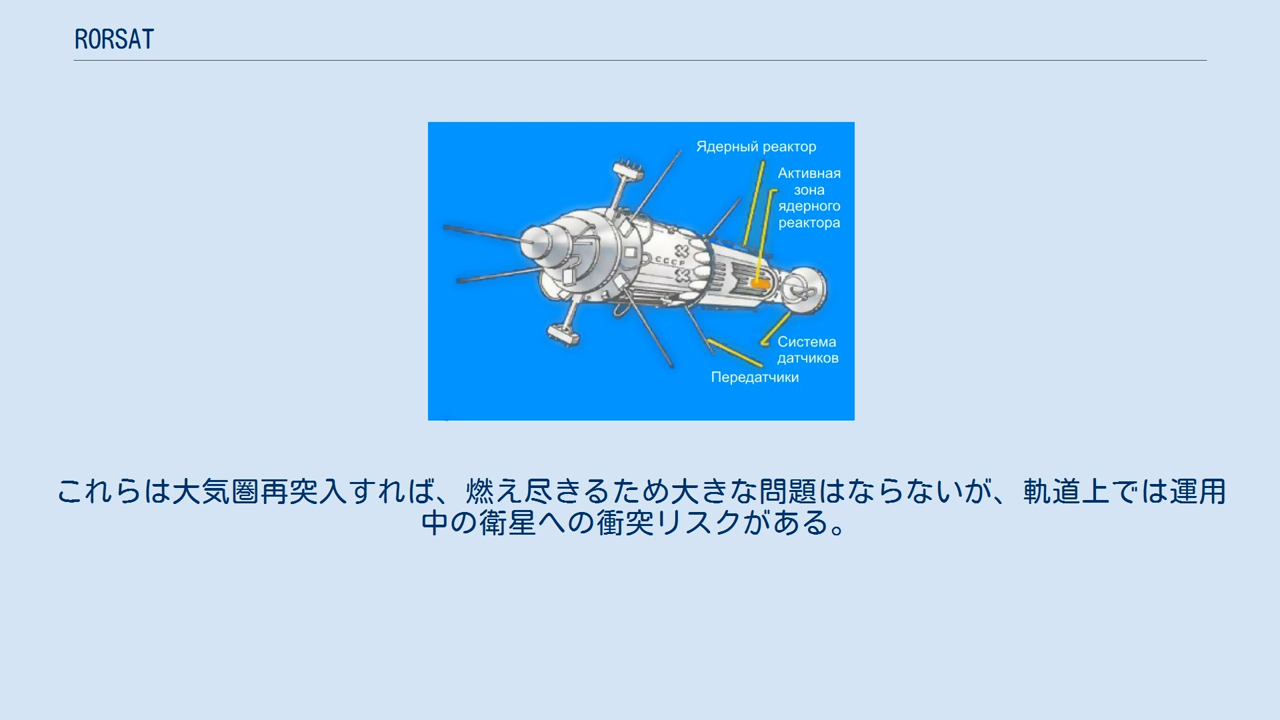 RORSAT
Ядерный реактор
Активная
зона
ядерного
реактора
СССР
Система
датчиков
Передатчики
これらは大気圏再突入すれば、燃え尽きるため大きな問題はならないが、軌道上では運用
中の衛星への衝突リスクがある。